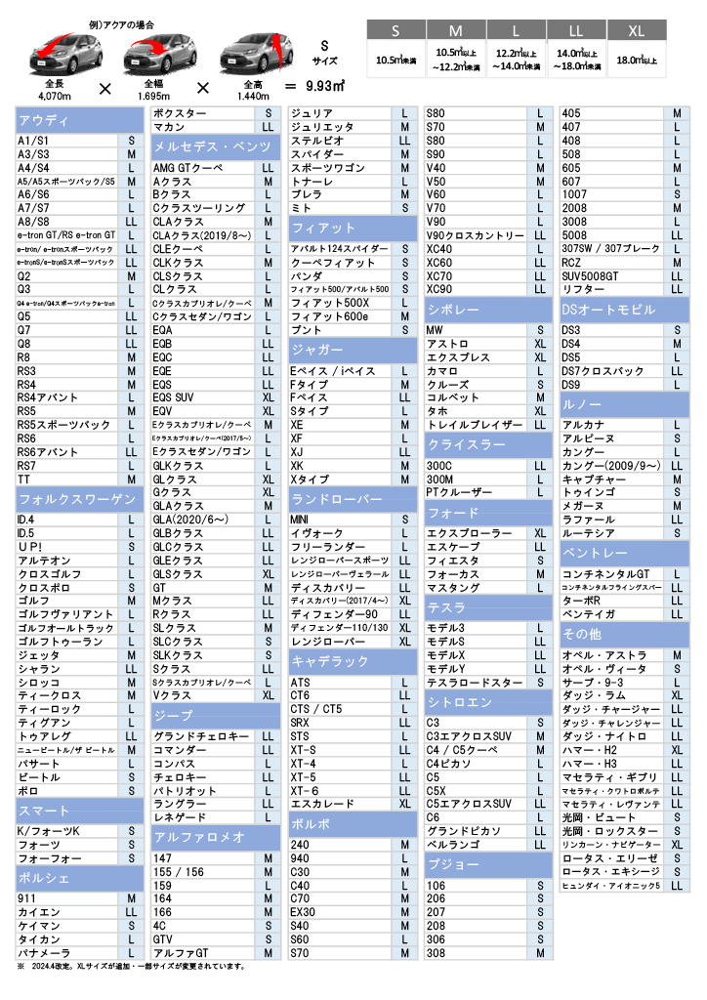 例)アクアの場合
全長
4,070m
×
全幅
1.695m
×
全高
1.440m
S
サイズ
= 9.93㎥
S M L LL XL
10.5㎥未満 10.5㎥以上～12.2㎥未満 12.2㎥以上～14.0㎥未満 14.0㎥以上～18.0㎥未満 18.0㎥以上
アウディ
A1/S1 S
A3/S3 M
A4/S4 L
A5/A5スポーツバック/S5 M
A6/S6 L
A7/S7 L
A8/S8 LL
e-tron GT/RS e-tron GT L
e-tron/ e-tronスポーツバック LL
e-tronS/e-tronSスポーツバック LL
Q2 M
Q3 L
Q4 e-tron/Q4スポーツバックe-tron L
Q5 LL
Q7 LL
Q8 LL
R8 M
RS3 M
RS4 M
RS4アバント L
RS5 M
RS5スポーツバック L
RS6 L
RS6アバント LL
RS7 L
TT M
フォルクスワーゲン
ID.4 L
ID.5 L
UP! S
アルテオン L
クロスゴルフ L
クロスポロ S
ゴルフ M
ゴルフヴァリアント L
ゴルフオールトラック L
ゴルフトゥーラン L
ジェッタ M
シャラン LL
シロッコ M
ティークロス M
ティーロック L
ティグアン L
トゥアレグ LL
ニュービートル/ザ ビートル M
パサート L
ビートル S
ポロ S
スマート
K/フォーツK S
フォーツ S
フォーフォー S
ポルシェ
911 M
カイエン LL
ケイマン S
タイカン L
パナメーラ L
ボクスター S
マカン LL
メルセデス・ベンツ
AMG GTクーペ LL
Aクラス M
Bクラス L
Cクラスツーリング L
CLAクラス M
CLAクラス(2019/8～) L
CLEクーペ L
CLKクラス M
CLSクラス L
CLクラス L
Cクラスカブリオレ/クーペ M
Cクラスセダン/ワゴン L
EQA L
EQB LL
EQC LL
EQE LL
EQS LL
EQS SUV XL
EQV XL
Eクラスカブリオレ/クーペ M
Eクラスカブリオレ/クーペ(2017/5～) L
Eクラスセダン/ワゴン L
GLKクラス L
GLクラス XL
Gクラス XL
GLAクラス M
GLA(2020/6～) L
GLBクラス LL
GLCクラス LL
GLEクラス LL
GLSクラス XL
GT M
Mクラス LL
Rクラス LL
SLクラス M
SLCクラス S
SLKクラス S
Sクラス LL
Sクラスカブリオレ/クーペ L
Vクラス XL
ジープ
グランドチェロキー LL
コマンダー LL
コンパス L
チェロキー LL
パトリオット L
ラングラー LL
レネゲード L
アルファロメオ
147 M
155 / 156 M
159 L
164 M
166 M
4C S
GTV S
アルファGT M
ジュリア L
ジュリエッタ M
ステルビオ LL
スパイダー M
スポーツワゴン M
トナーレ L
ブレラ M
ミト S
フィアット
アバルト124スパイダー S
クーペフィアット S
パンダ S
フィアット500/アバルト500 S
フィアット500X L
フィアット600e M
プント S
ジャガー
Eペイス / iペイス L
Fタイプ M
Fペイス LL
Sタイプ L
XE M
XF L
XJ LL
XK M
Xタイプ M
ランドローバー
MINI S
イヴォーク L
フリーランダー L
レンジローバースポーツ LL
レンジローバーヴェラール LL
ディスカバリー LL
ディスカバリー(2017/4～) XL
ディフェンダー90 LL
ディフェンダー110/130 XL
レンジローバー XL
キャデラック
ATS L
CT6 LL
CTS / CT5 L
SRX LL
STS L
XT-S LL
XT-4 L
XT-5 LL
XT-６ LL
エスカレード XL
ボルボ
240 M
940 L
C30 M
C40 L
C70 M
EX30 M
S40 M
S60 L
S70 M
S80 L
S70 M
S80 L
S90 L
V40 M
V50 M
V60 L
V70 L
V90 L
V90クロスカントリー LL
XC40 L
XC60 LL
XC70 LL
XC90 LL
シボレー
MW S
アストロ XL
エクスプレス XL
カマロ L
クルーズ S
コルベット M
タホ XL
トレイルブレイザー LL
クライスラー
300C LL
300M L
PTクルーザー L
フォード
エクスプローラー XL
エスケープ LL
フィエスタ S
フォーカス M
マスタング L
テスラ
モデル3 L
モデルS LL
モデルX LL
モデルY LL
テスラロードスター S
シトロエン
C3 S
C3エアクロスSUV M
C4 / C5クーペ M
C4ピカソ L
C5 L
C5X L
C5エアクロスSUV LL
C6 L
グランドピカソ LL
ベルランゴ LL
プジョー
106 S
206 S
207 S
208 S
306 S
308 M
405 M
407 L
408 L
508 L
605 M
607 L
1007 S
2008 M
3008 L
5008 LL
307SW / 307ブレーク L
RCZ M
SUV5008GT LL
リフター LL
DSオートモビル
DS3 S
DS4 M
DS5 L
DS7クロスバック LL
DS9 L
ルノー
アルカナ L
アルピーヌ S
カングー L
カングー(2009/9～) LL
キャプチャー M
トゥインゴ S
メガーヌ M
ラファール LL
ルーテシア S
ベントレー
コンチネンタルGT L
コンチネンタルフライングスパー LL
ターボR LL
ベンテイガ LL
その他
オペル・アストラ M
オペル・ヴィータ S
サーブ・9-3 L
ダッジ・ラム XL
ダッジ・チャージャー LL
ダッジ・チャレンジャー LL
ダッジ・ナイトロ LL
ハマー・H2 XL
ハマー・H3 LL
マセラティ・ギブリ LL
マセラティ・クワトロポルテ LL
マセラティ・レヴァンテ LL
光岡・ビュート S
光岡・ロックスター S
リンカーン・ナビゲーター XL
ロータス・エリーゼ S
ロータス・エキシージ S
ヒュンダイ・アイオニック5 LL
※　2024.4改定。XLサイズが追加・一部サイズが変更されています。